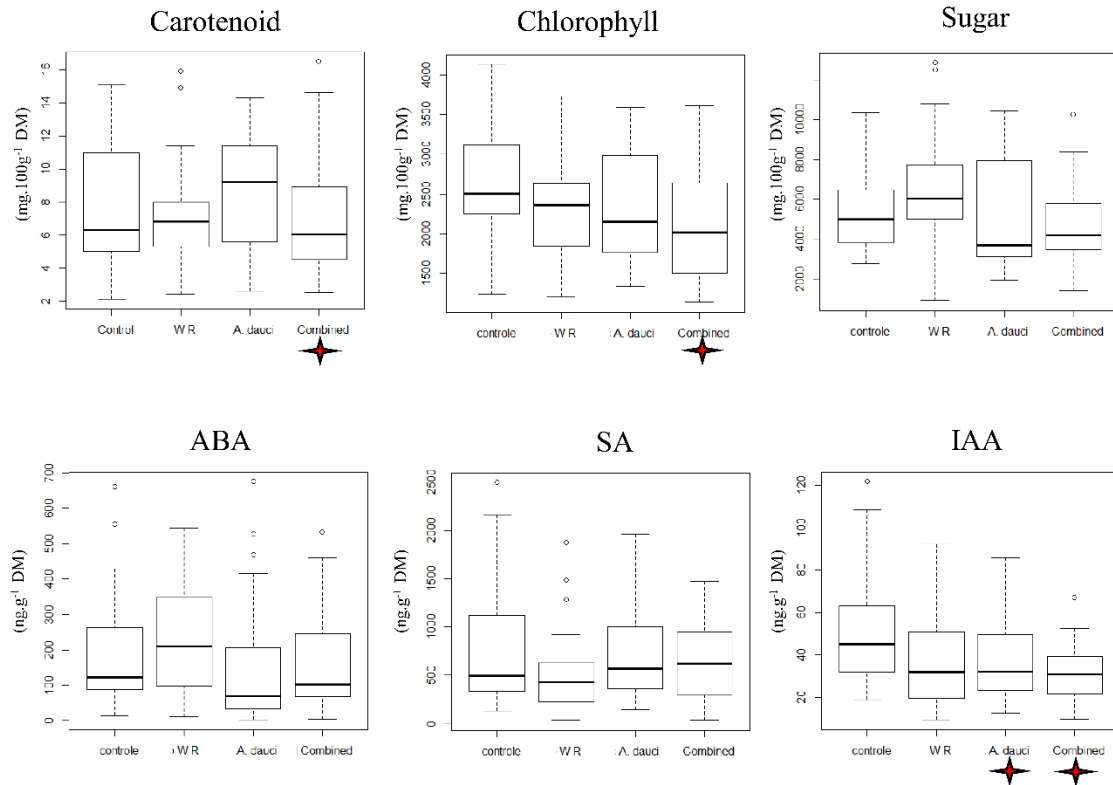 Carotenoid
(mg.100g⁻¹ DM)
16
14
12
10
8
6
4
2
Control W R A. dauci Combined
Chlorophyll
(mg.100g⁻¹ DM)
4000
3500
3000
2500
2000
1500
controle WR A. dauci Combined
Sugar
(mg.100g⁻¹ DM)
10000
8000
6000
4000
2000
controle W R A. dauci Combined
ABA
(ng.g⁻¹ DM)
700
600
500
400
300
200
100
0
controle W R A. dauci Combined
SA
(ng.g⁻¹ DM)
2500
2000
1500
1000
500
0
controle W R A. dauci Combined
IAA
(ng.g⁻¹ DM)
120
100
80
60
40
20
controle W R A. dauci Combined